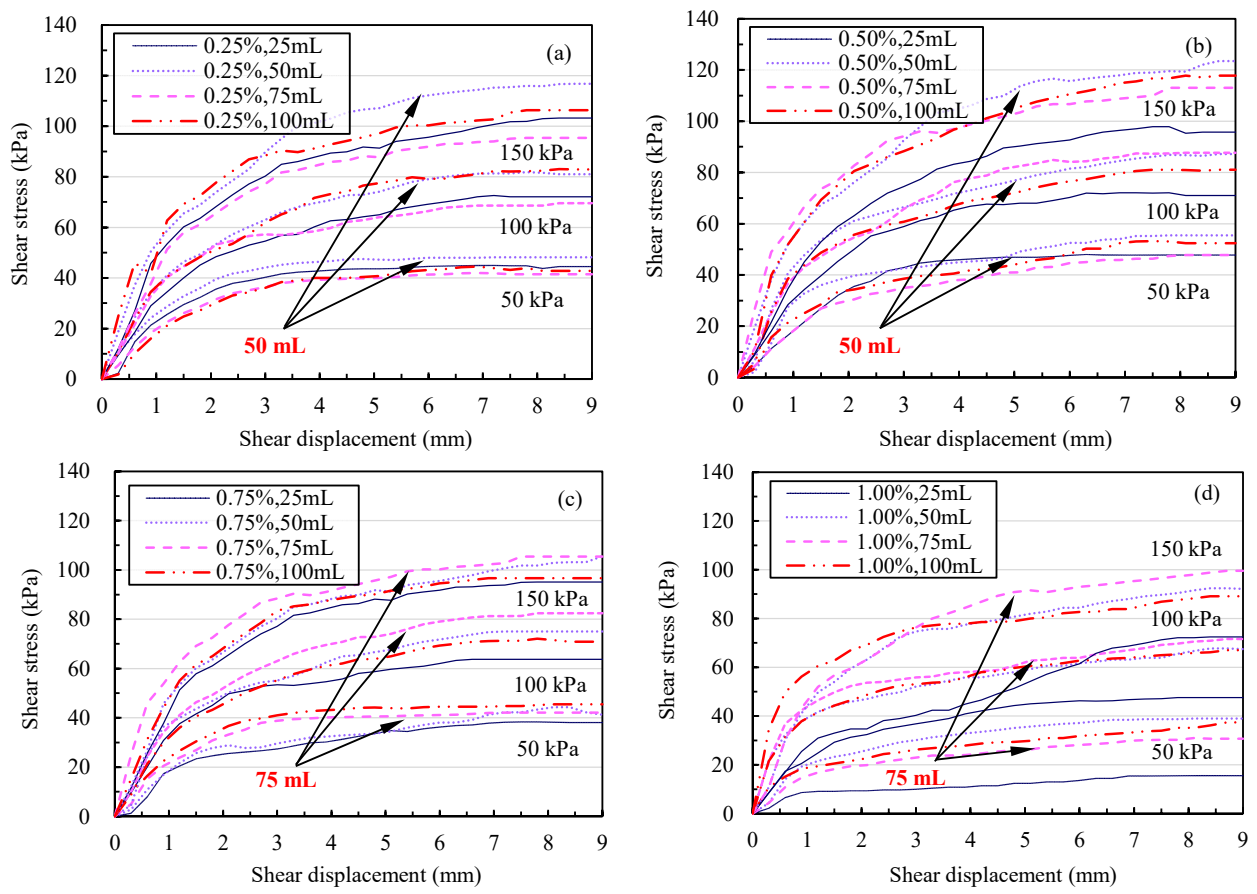 (a)
0.25%,25mL
0.25%,50mL
0.25%,75mL
0.25%,100mL
150 kPa
100 kPa
50 kPa
50 mL
Shear stress (kPa)
140
120
100
80
60
40
20
0
0 1 2 3 4 5 6 7 8 9
Shear displacement (mm)
(b)
0.50%,25mL
0.50%,50mL
0.50%,75mL
0.50%,100mL
150 kPa
100 kPa
50 kPa
50 mL
Shear stress (kPa)
140
120
100
80
60
40
20
0
0 1 2 3 4 5 6 7 8 9
Shear displacement (mm)
(c)
0.75%,25mL
0.75%,50mL
0.75%,75mL
0.75%,100mL
150 kPa
100 kPa
50 kPa
75 mL
Shear stress (kPa)
140
120
100
80
60
40
20
0
0 1 2 3 4 5 6 7 8 9
Shear displacement (mm)
(d)
1.00%,25mL
1.00%,50mL
1.00%,75mL
1.00%,100mL
150 kPa
100 kPa
50 kPa
75 mL
Shear stress (kPa)
140
120
100
80
60
40
20
0
0 1 2 3 4 5 6 7 8 9
Shear displacement (mm)